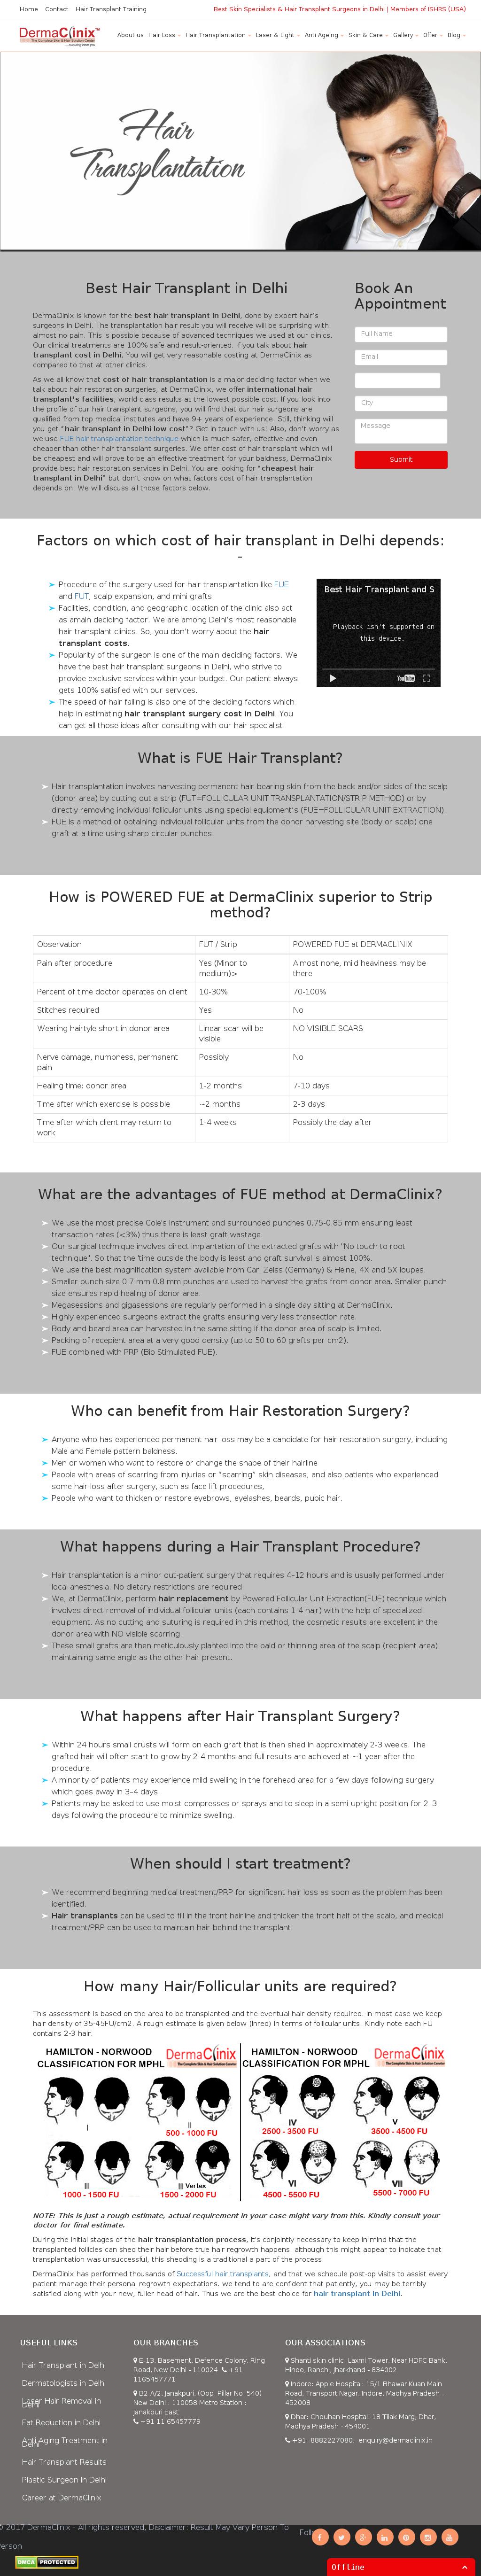 Home Contact Hair Transplant Training
Best Skin Specialists & Hair Transplant Surgeons in Delhi | Members of ISHRS (USA)
DermaClinix™
The Complete Skin & Hair Solution Center
...nurturing inner you
About us Hair Loss Hair Transplantation Laser & Light Anti Ageing Skin & Care Gallery Offer Blog
Hair
Transplantation
Best Hair Transplant in Delhi
DermaClinix is known for the best hair transplant in Delhi, done by expert hair's
surgeons in Delhi. The transplantation hair result you will receive will be surprising with
almost no pain. This is possible because of advanced techniques we used at our clinics.
Our clinical treatments are 100% safe and result-oriented. If you talk about hair
transplant cost in Delhi, You will get very reasonable costing at DermaClinix as
compared to that at other clinics.
As we all know that cost of hair transplantation is a major deciding factor when we
talk about hair restoration surgeries, at DermaClinix, we offer international hair
transplant's facilities, world class results at the lowest possible cost. If you look into
the profile of our hair transplant surgeons, you will find that our hair surgeons are
qualified from top medical institutes and have 9+ years of experience. Still, thinking will
you get "hair transplant in Delhi low cost"? Get in touch with us! Also, don't worry as
we use FUE hair transplantation technique which is much safer, effective and even
cheaper than other hair transplant surgeries. We offer cost of hair transplant which will
be cheapest and will prove to be an effective treatment for your baldness, DermaClinix
provide best hair restoration services in Delhi. You are looking for "cheapest hair
transplant in Delhi" but don't know on what factors cost of hair transplantation
depends on. We will discuss all those factors below.
Book An
Appointment
Full Name
Email
City
Message
Submit
Factors on which cost of hair transplant in Delhi depends:
-
Procedure of the surgery used for hair transplantation like FUE
and FUT, scalp expansion, and mini grafts
Facilities, condition, and geographic location of the clinic also act
as amain deciding factor. We are among Delhi's most reasonable
hair transplant clinics. So, you don't worry about the hair
transplant costs.
Popularity of the surgeon is one of the main deciding factors. We
have the best hair transplant surgeons in Delhi, who strive to
provide exclusive services within your budget. Our patient always
gets 100% satisfied with our services.
The speed of hair falling is also one of the deciding factors which
help in estimating hair transplant surgery cost in Delhi. You
can get all those ideas after consulting with our hair specialist.
Best Hair Transplant and S
Playback isn't supported on
this device.
YouTube
What is FUE Hair Transplant?
Hair transplantation involves harvesting permanent hair-bearing skin from the back and/or sides of the scalp
(donor area) by cutting out a strip (FUT=FOLLICULAR UNIT TRANSPLANTATION/STRIP METHOD) or by
directly removing individual follicular units using special equipment's (FUE=FOLLICULAR UNIT EXTRACTION).
FUE is a method of obtaining individual follicular units from the donor harvesting site (body or scalp) one
graft at a time using sharp circular punches.
How is POWERED FUE at DermaClinix superior to Strip
method?
Observation FUT / Strip POWERED FUE at DERMACLINIX
Pain after procedure Yes (Minor to medium)> Almost none, mild heaviness may be there
Percent of time doctor operates on client 10-30% 70-100%
Stitches required Yes No
Wearing hairtyle short in donor area Linear scar will be visible NO VISIBLE SCARS
Nerve damage, numbness, permanent pain Possibly No
Healing time: donor area 1-2 months 7-10 days
Time after which exercise is possible ~2 months 2-3 days
Time after which client may return to work 1-4 weeks Possibly the day after
What are the advantages of FUE method at DermaClinix?
We use the most precise Cole's Instrument and surrounded punches 0.75-0.85 mm ensuring least
transaction rates (<3%) thus there is least graft wastage.
Our surgical technique involves direct implantation of the extracted grafts with "No touch to root
technique". So that the 'time outside the body is least and graft survival is almost 100%.
We use the best magnification system available from Carl Zeiss (Germany) & Heine, 4X and 5X loupes.
Smaller punch size 0.7 mm 0.8 mm punches are used to harvest the grafts from donor area. Smaller punch
size ensures rapid healing of donor area.
Megasessions and gigasessions are regularly performed in a single day sitting at DermaClinix.
Highly experienced surgeons extract the grafts ensuring very less transection rate.
Body and beard area can harvested in the same sitting if the donor area of scalp is limited.
Packing of recepient area at a very good density (up to 50 to 60 grafts per cm2).
FUE combined with PRP (Bio Stimulated FUE).
Who can benefit from Hair Restoration Surgery?
Anyone who has experienced permanent hair loss may be a candidate for hair restoration surgery, including
Male and Female pattern baldness.
Men or women who want to restore or change the shape of their hairline
People with areas of scarring from injuries or "scarring" skin diseases, and also patients who experienced
some hair loss after surgery, such as face lift procedures,
People who want to thicken or restore eyebrows, eyelashes, beards, pubic hair.
What happens during a Hair Transplant Procedure?
Hair transplantation is a minor out-patient surgery that requires 4-12 hours and is usually performed under
local anesthesia. No dietary restrictions are required.
We, at DermaClinix, perform hair replacement by Powered Follicular Unit Extraction(FUE) technique which
involves direct removal of individual follicular units (each contains 1-4 hair) with the help of specialized
equipment. As no cutting and suturing is required in this method, the cosmetic results are excellent in the
donor area with NO visible scarring.
These small grafts are then meticulously planted into the bald or thinning area of the scalp (recipient area)
maintaining same angle as the other hair present.
What happens after Hair Transplant Surgery?
Within 24 hours small crusts will form on each graft that is then shed in approximately 2-3 weeks. The
grafted hair will often start to grow by 2-4 months and full results are achieved at ~1 year after the
procedure.
A minority of patients may experience mild swelling in the forehead area for a few days following surgery
which goes away in 3-4 days.
Patients may be asked to use moist compresses or sprays and to sleep in a semi-upright position for 2-3
days following the procedure to minimize swelling.
When should I start treatment?
We recommend beginning medical treatment/PRP for significant hair loss as soon as the problem has been
identified.
Hair transplants can be used to fill in the front hairline and thicken the front half of the scalp, and medical
treatment/PRP can be used to maintain hair behind the transplant.
How many Hair/Follicular units are required?
This assessment is based on the area to be transplanted and the eventual hair density required. In most case we keep
hair density of 35-45FU/cm2. A rough estimate is given below (inred) in terms of follicular units. Kindly note each FU
contains 2-3 hair.
HAMILTON - NORWOOD
CLASSIFICATION FOR MPHL
DermaClinix
The Complete Skin & Hair Solution Center
HAMILTON - NORWOOD
CLASSIFICATION FOR MPHL
DermaClinix
The Complete Skin & Hair Solution Center
I
II
500 - 1000 FU
IV
2500 - 3500 FU
V
3500 - 4500 FU
III
1000 - 1500 FU
III Vertex
1500 - 2000 FU
VI
4500 - 5500 FU
VII
5500 - 7000 FU
NOTE: This is just a rough estimate, actual requirement in your case might vary from this. Kindly consult your
doctor for final estimate.
During the initial stages of the hair transplantation process, it's conjointly necessary to keep in mind that the
transplanted follicles can shed their hair before true hair regrowth happens. although this might appear to indicate that
transplantation was unsuccessful, this shedding is a traditional a part of the process.
DermaClinix has performed thousands of Successful hair transplants, and that we schedule post-op visits to assist every
patient manage their personal regrowth expectations. we tend to are confident that patiently, you may be terribly
satisfied along with your new, fuller head of hair. Thus we are the best choice for hair transplant in Delhi.
USEFUL LINKS
Hair Transplant in Delhi
Dermatologists in Delhi
Laser Hair Removal in
Delhi
Fat Reduction in Delhi
Anti Aging Treatment in
Delhi
Hair Transplant Results
Plastic Surgeon in Delhi
Career at DermaClinix
OUR BRANCHES
E-13, Basement, Defence Colony, Ring
Road, New Delhi - 110024 +91
1165457771
B2-A/2, Janakpuri, (Opp. Pillar No. 540)
New Delhi : 110058 Metro Station :
Janakpuri East
+91 11 65457779
OUR ASSOCIATIONS
Shanti skin clinic: Laxmi Tower, Near HDFC Bank,
Hinoo, Ranchi, Jharkhand - 834002
Indore: Apple Hospital: 15/1 Bhawar Kuan Main
Road, Transport Nagar, Indore, Madhya Pradesh -
452008
Dhar: Chouhan Hospital: 18 Tilak Marg, Dhar,
Madhya Pradesh - 454001
+91- 8882227080, enquiry@dermaclinix.in
© 2017 DermaClinix - All rights reserved, Disclaimer: Result May Vary Person To
Person
DMCA PROTECTED
Offline